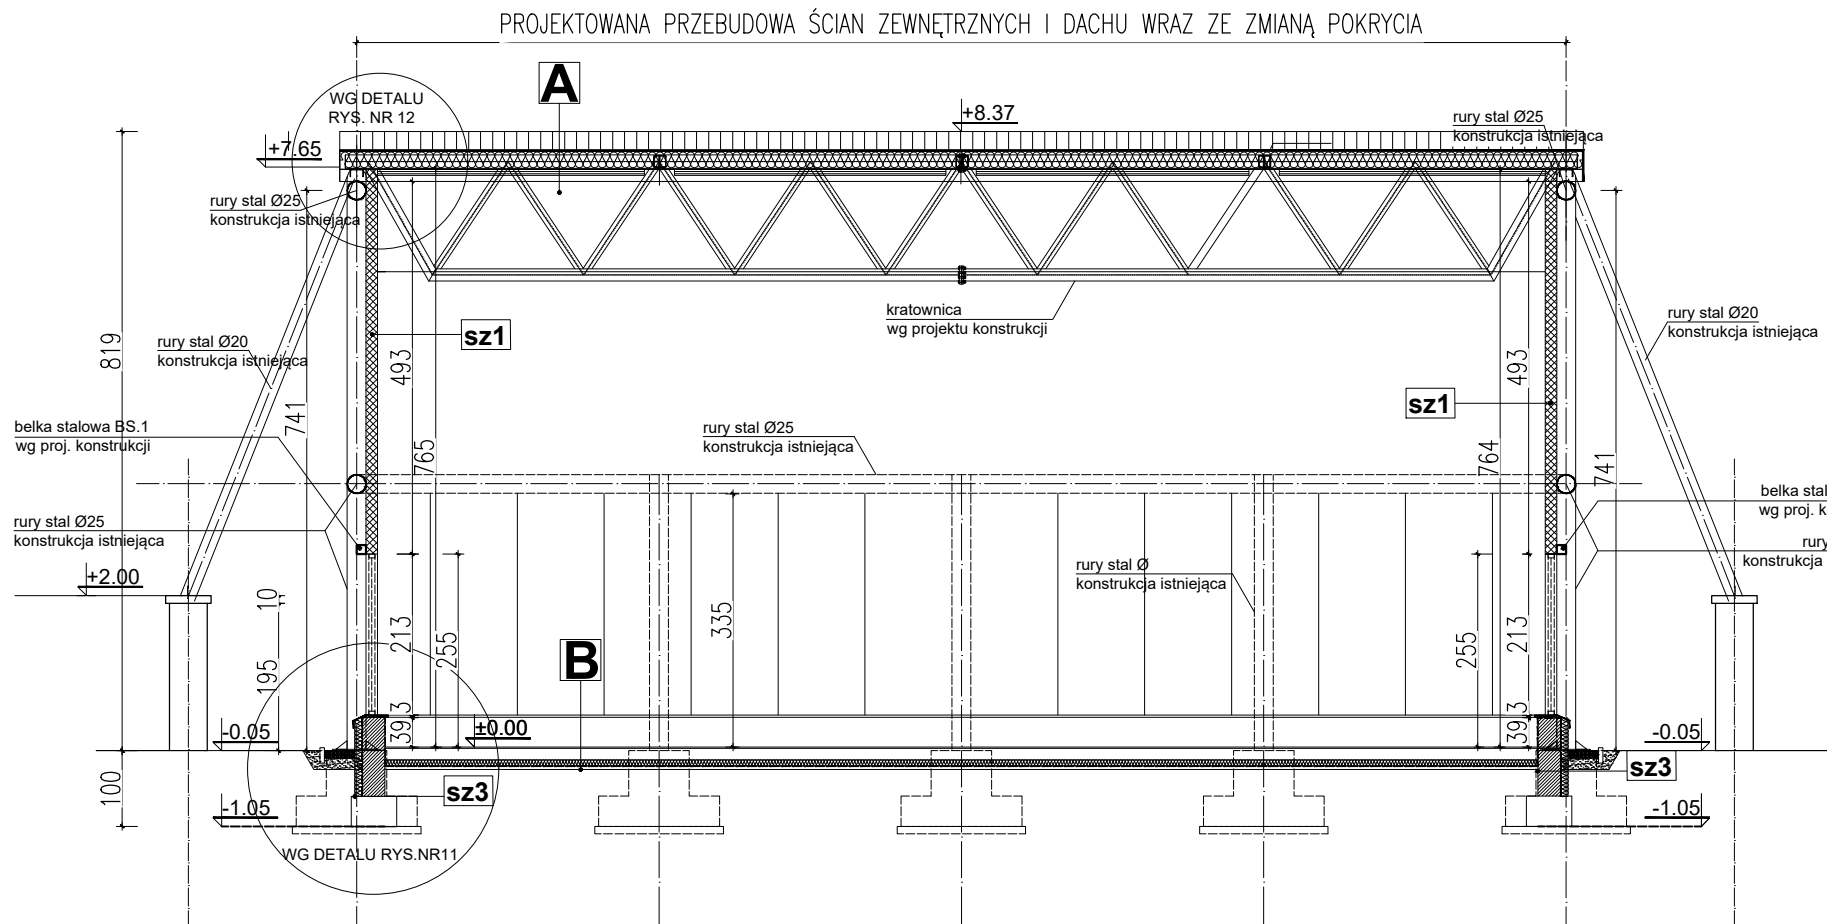 PROJEKTOWANA PRZEBUDOWA ŚCIAN ZEWNĘTRZNYCH I DACHU WRAZ ZE ZMIANĄ POKRYCIA
WG DETALU
RYS. NR 12
A
+8.37
rury stal Ø25
konstrukcja istniejąca
+7.65
rury stal Ø25
konstrukcja istniejąca
kratownica
wg projektu konstrukcji
rury stal Ø20
konstrukcja istniejąca
rury stal Ø20
konstrukcja istniejąca
sz1
sz1
819
741
493
765
493
764
741
belka stalowa BS.1
wg proj. konstrukcji
rury stal Ø25
konstrukcja istniejąca
belka stal
wg proj. k
rury stal Ø25
konstrukcja istniejąca
rury
konstrukcja
rury stal Ø
konstrukcja istniejąca
+2.00
10
195
213
255
335
255
213
B
39,3
39,3
±0.00
-0.05
-0.05
sz3
sz3
100
-1.05
-1.05
WG DETALU RYS.NR11